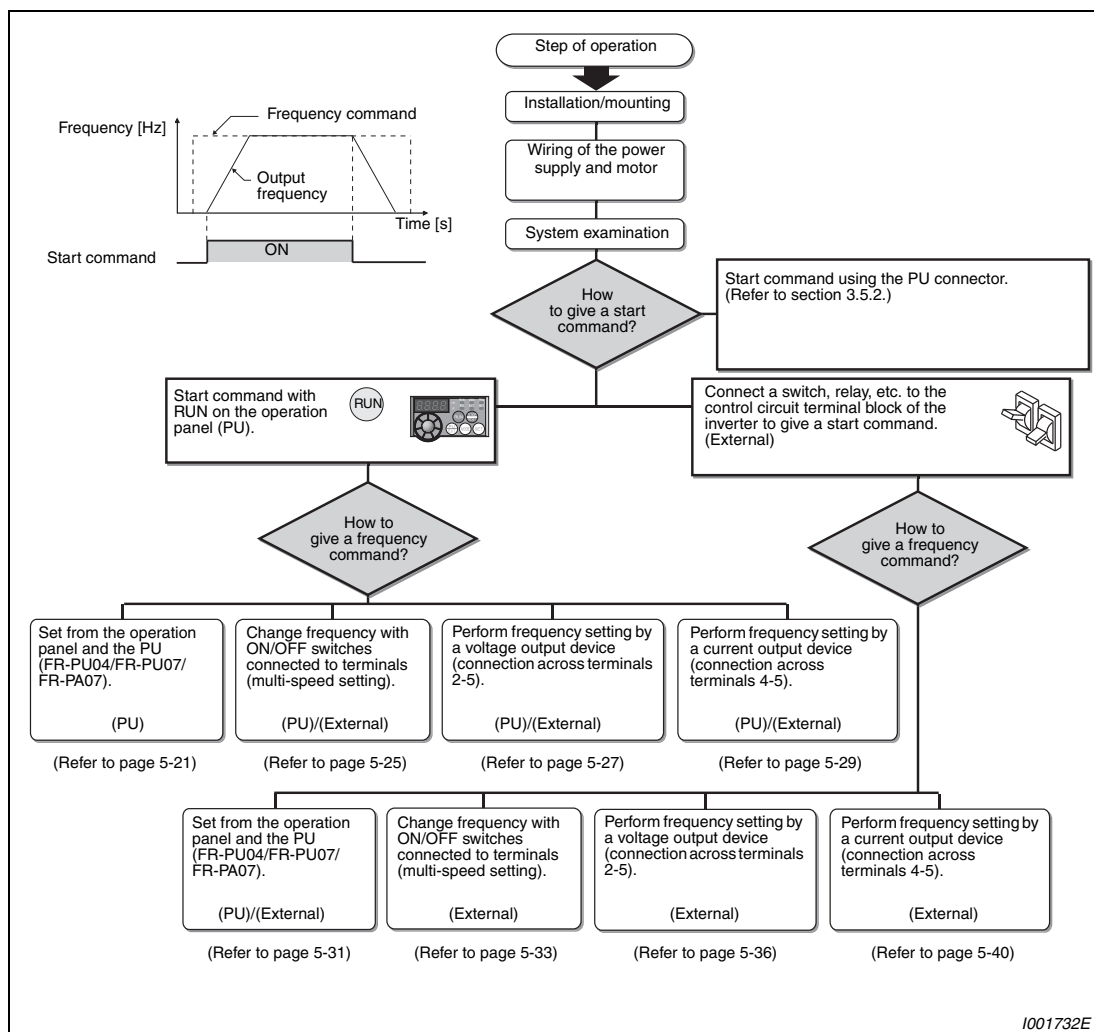 Step of operation
Installation/mounting
Wiring of the power
supply and motor
System examination
Frequency command
Frequency [Hz]
Output
frequency
Time [s]
Start command
ON
How
to give a start
command?
Start command using the PU connector.
(Refer to section 3.5.2.)
Start command with
RUN on the operation
panel (PU).
RUN
Connect a switch, relay, etc. to the
control circuit terminal block of the
inverter to give a start command.
(External)
How to
give a frequency
command?
How to
give a frequency
command?
Set from the operation
panel and the PU
(FR-PU04/FR-PU07/
FR-PA07).
(PU)
(Refer to page 5-21)
Change frequency with
ON/OFF switches
connected to terminals
(multi-speed setting).
(PU)/(External)
(Refer to page 5-25)
Perform frequency setting by
a voltage output device
(connection across terminals
2-5).
(PU)/(External)
(Refer to page 5-27)
Perform frequency setting by
a current output device
(connection across
terminals 4-5).
(PU)/(External)
(Refer to page 5-29)
Set from the operation
panel and the PU
(FR-PU04/FR-PU07/
FR-PA07).
(PU)/(External)
(Refer to page 5-31)
Change frequency with
ON/OFF switches
connected to terminals
(multi-speed setting).
(External)
(Refer to page 5-33)
Perform frequency setting by
a voltage output device
(connection across terminals
2-5).
(External)
(Refer to page 5-36)
Perform frequency setting by
a current output device
(connection across
terminals 4-5).
(External)
(Refer to page 5-40)
I001732E